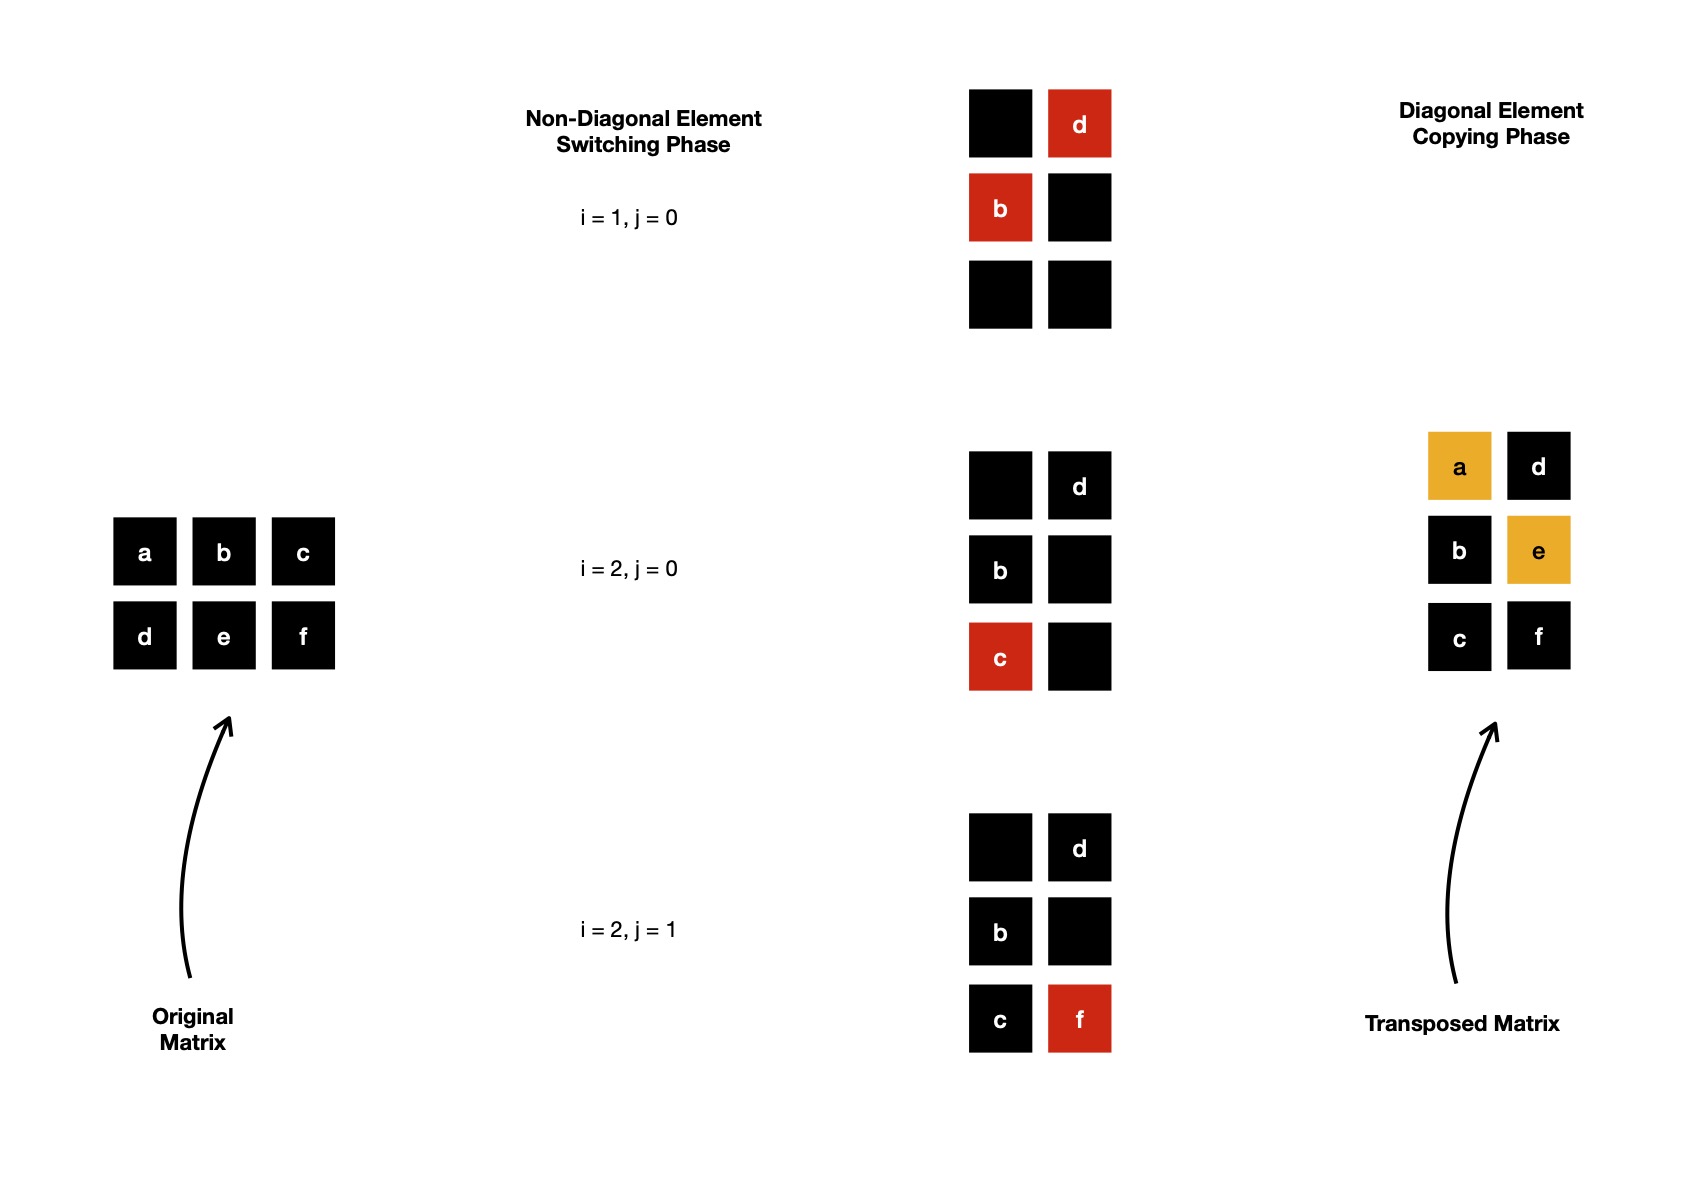 Non-Diagonal Element
Switching Phase
Diagonal Element
Copying Phase
i = 1, j = 0
d
b
a b c
d e f
i = 2, j = 0
d
b
c
a d
b e
c f
i = 2, j = 1
d
b
c f
Original
Matrix
Transposed Matrix